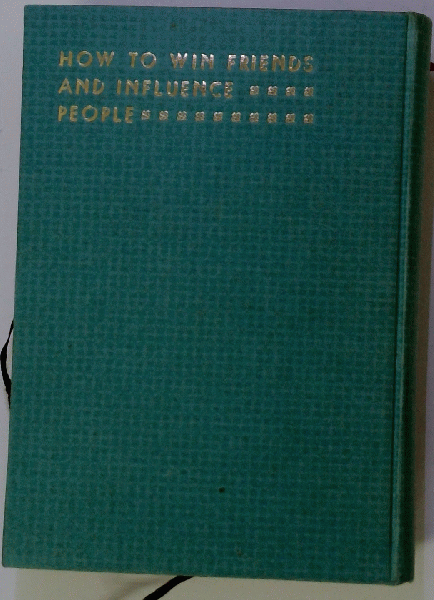 HOW TO WIN FRIENDS
AND INFLUENCE
PEOPLE